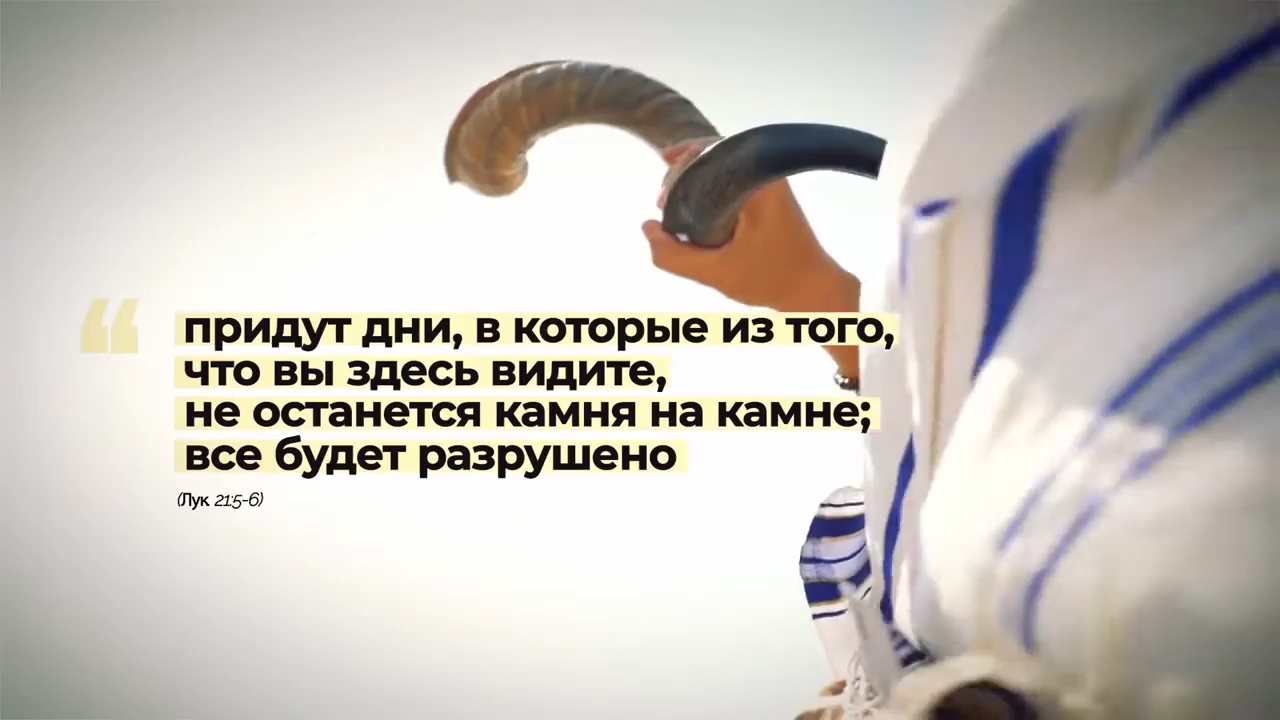 “
придут дни, в которые из того,
что вы здесь видите,
не останется камня на камне;
все будет разрушено
(Лук 21:5-6)